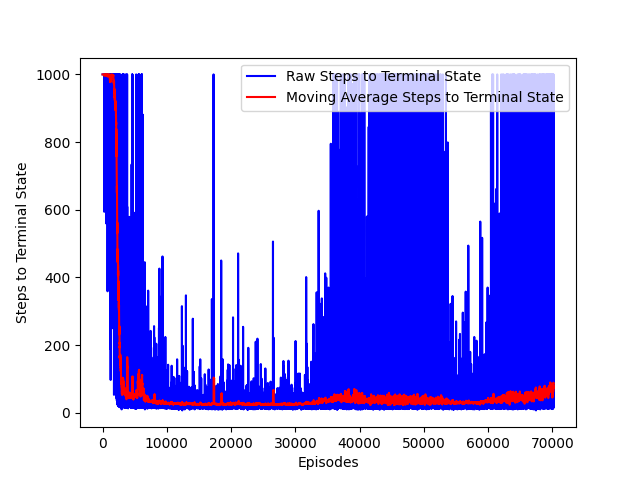 Raw Steps to Terminal State
Moving Average Steps to Terminal State
Steps to Terminal State
1000
800
600
400
200
0
0 10000 20000 30000 40000 50000 60000 70000
Episodes